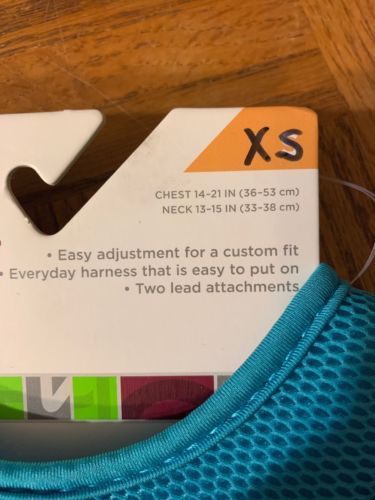 XS
CHEST 14-21 IN (36-53 cm)
NECK 13-15 IN (33-38 cm)
• Easy adjustment for a custom fit
• Everyday harness that is easy to put on
• Two lead attachments